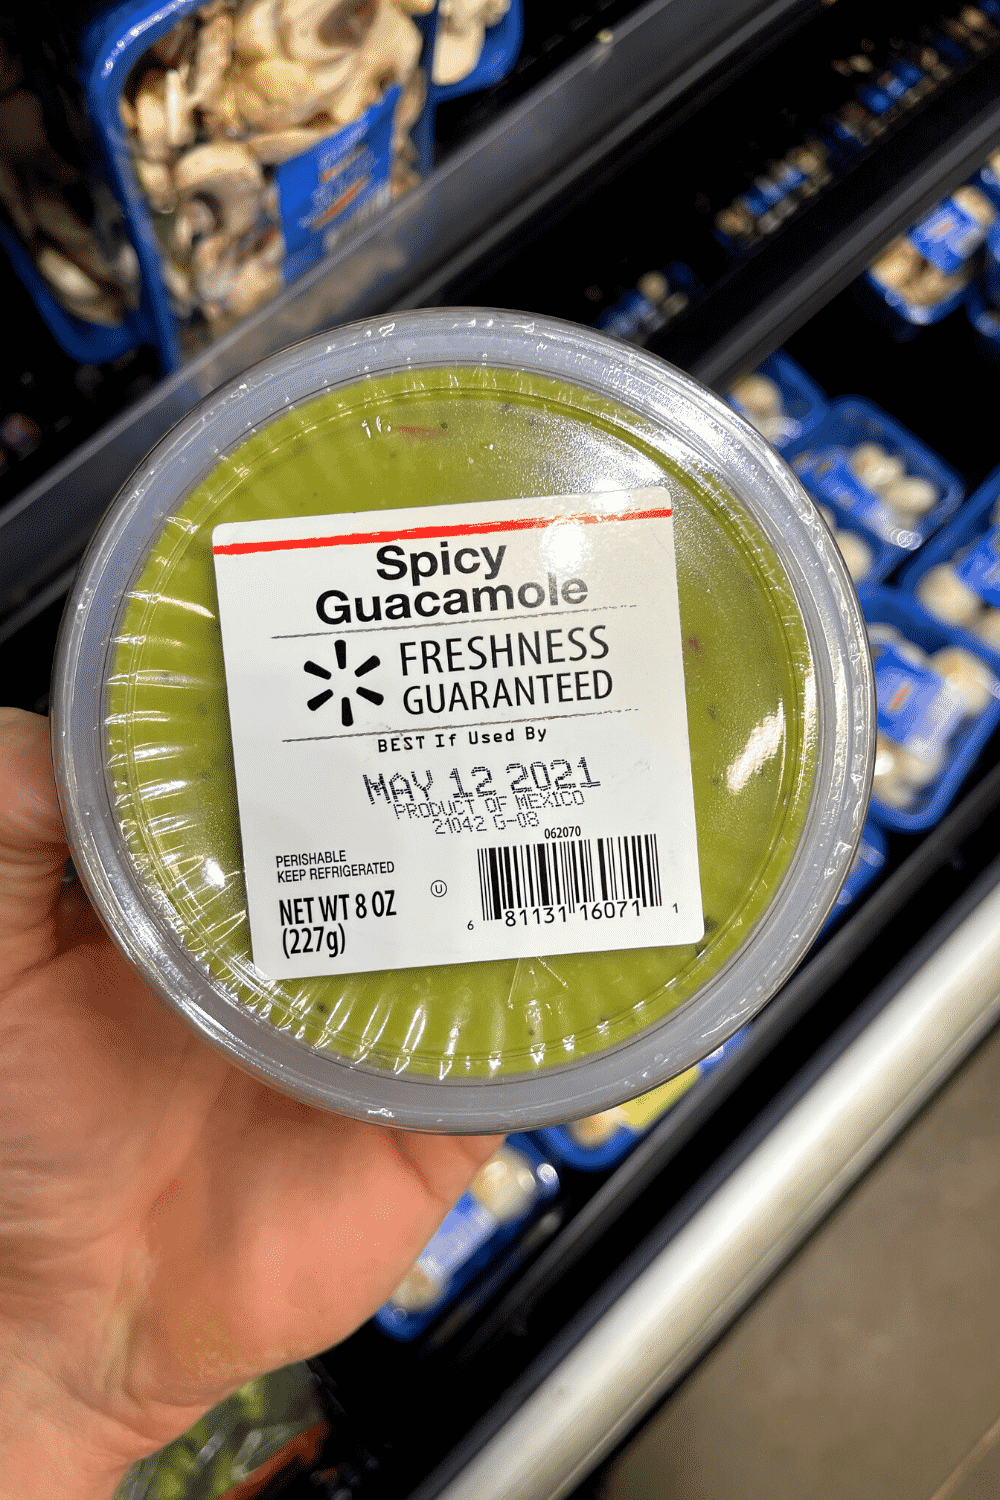 Spicy
Guacamole
FRESHNESS
GUARANTEED
BEST If Used By
MAY 12 2021
PRODUCT OF MEXICO
21042 G-08
062070
PERISHABLE
KEEP REFRIGERATED
U
NET WT 8 OZ
(227g)
6 81131 16071 1
16.